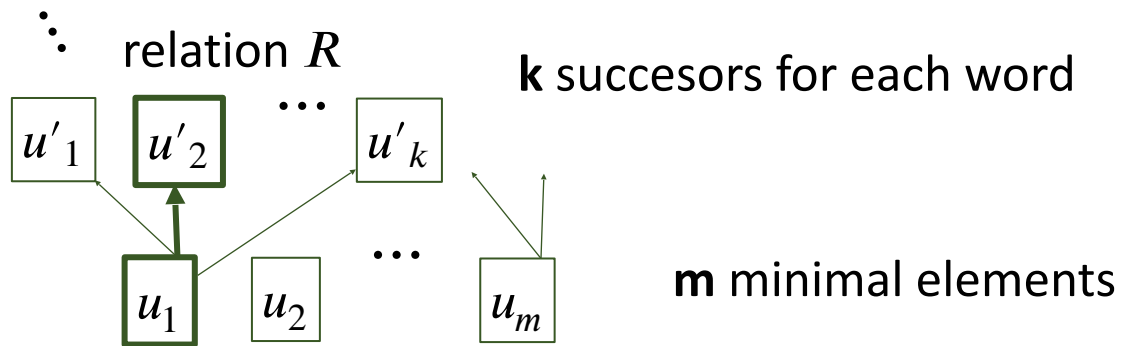 relation R
k succesors for each word
u'1 u'2 ... u'k
u1 u2 ... um
m minimal elements